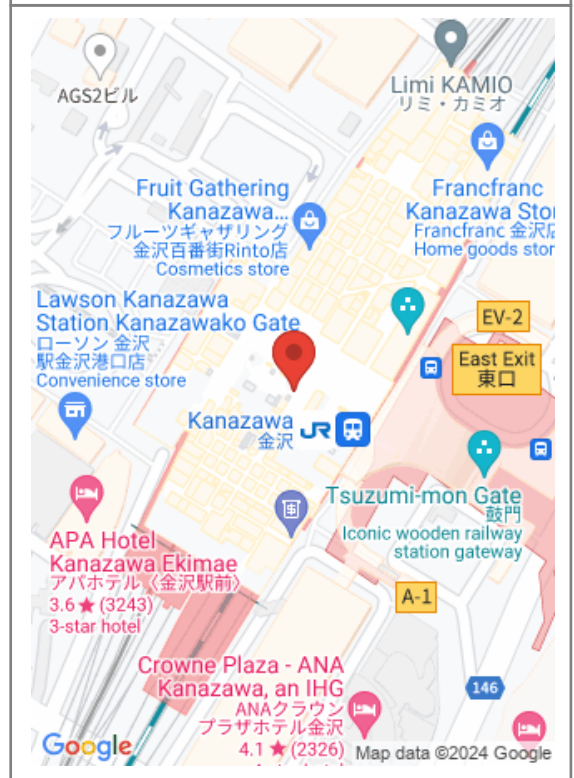 AGS2ビル
Limi KAMIO
リミ・カミオ
Fruit Gathering
Kanazawa...
フルーツギャザリング
金沢百番街Rinto店
Cosmetics store
Francfranc
Kanazawa Sto
Francfranc 金沢店
Home goods stor
Lawson Kanazawa
Station Kanazawako Gate
ローソン 金沢
駅金沢港口店
Convenience store
EV-2
East Exit
東口
Kanazawa
金沢
JR
Tsuzumi-mon Gate
鼓門
Iconic wooden railway
station gateway
APA Hotel
Kanazawa Ekimae
アパホテル〈金沢駅前〉
3.6★(3243)
3-star hotel
A-1
Crowne Plaza - ANA
Kanazawa, an IHG
ANAクラウン
プラザホテル金沢
4.1★(2326)
146
Google
Map data ©2024 Google